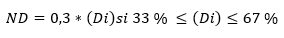 ND = 0,3 * (Di)si 33 % ≤ (Di) ≤ 67 %